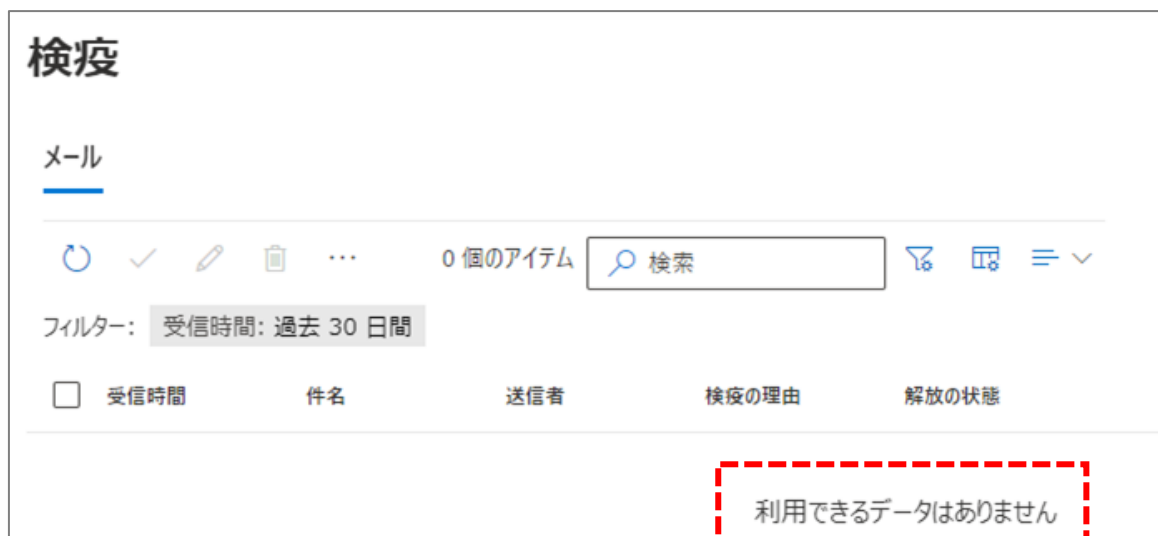 検疫
メール
… 0 個のアイテム 検索
フィルター: 受信時間: 過去 30 日間
受信時間 件名 送信者 検疫の理由 解放の状態
利用できるデータはありません